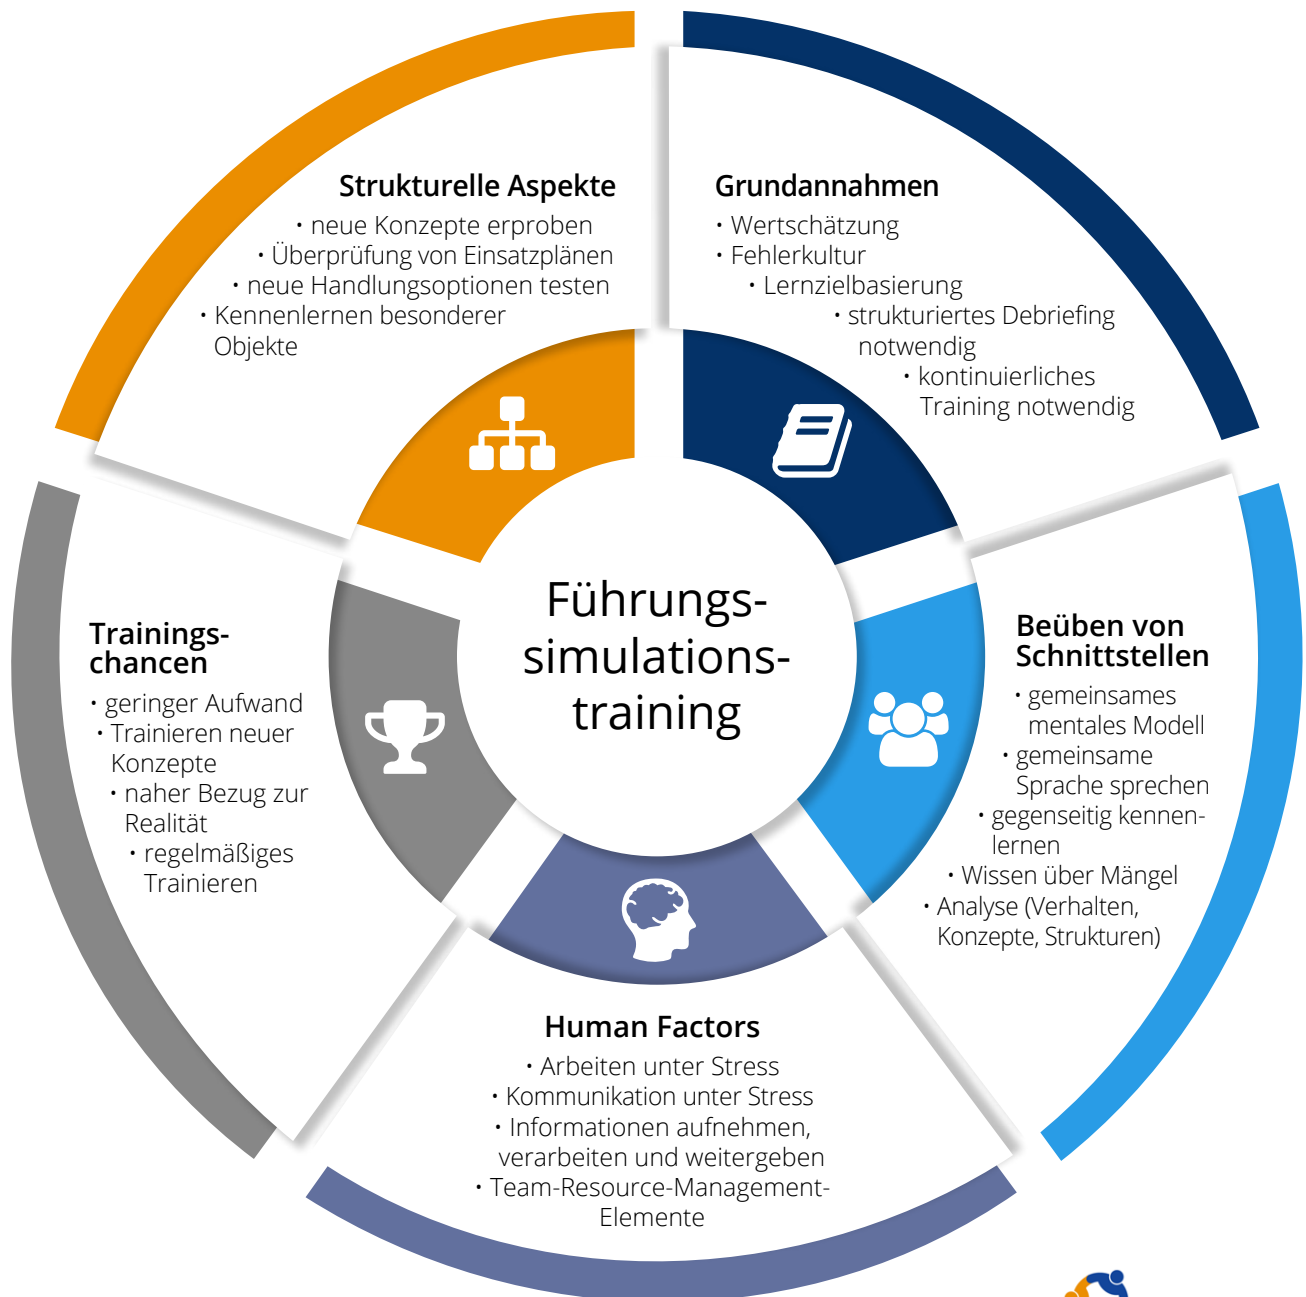 Strukturelle Aspekte
• neue Konzepte erproben
• Überprüfung von Einsatzplänen
• neue Handlungsoptionen testen
• Kennenlernen besonderer
Objekte
Grundannahmen
• Wertschätzung
• Fehlerkultur
• Lernzielbasierung
• strukturiertes Debriefing
notwendig
• kontinuierliches
Training notwendig
Führungs-
simulations-
training
Trainings-
chancen
• geringer Aufwand
• Trainieren neuer
Konzepte
• naher Bezug zur
Realität
• regelmäßiges
Trainieren
Beüben von
Schnittstellen
• gemeinsames
mentales Modell
• gemeinsame
Sprache sprechen
• gegenseitig kennen-
lernen
• Wissen über Mängel
• Analyse (Verhalten,
Konzepte, Strukturen)
Human Factors
• Arbeiten unter Stress
• Kommunikation unter Stress
• Informationen aufnehmen,
verarbeiten und weitergeben
• Team-Resource-Management-
Elemente